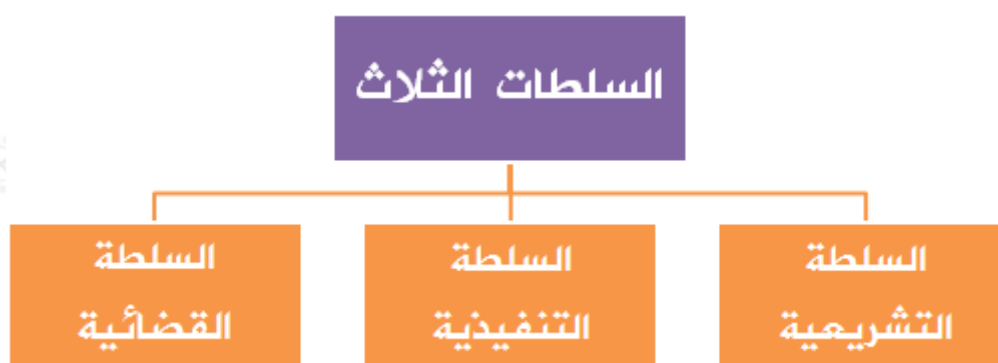 السلطات الثلاث
السلطة
التشريعية
السلطة
التنفيذية
السلطة
القضائية